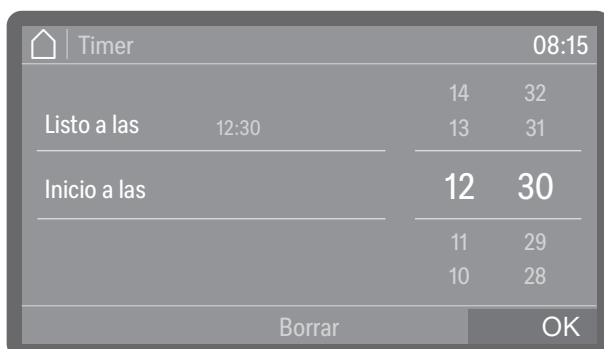 Timer 08:15
14 32
Listo a las 12:30 13 31
Inicio a las 12 30
11 29
10 28
Borrar OK